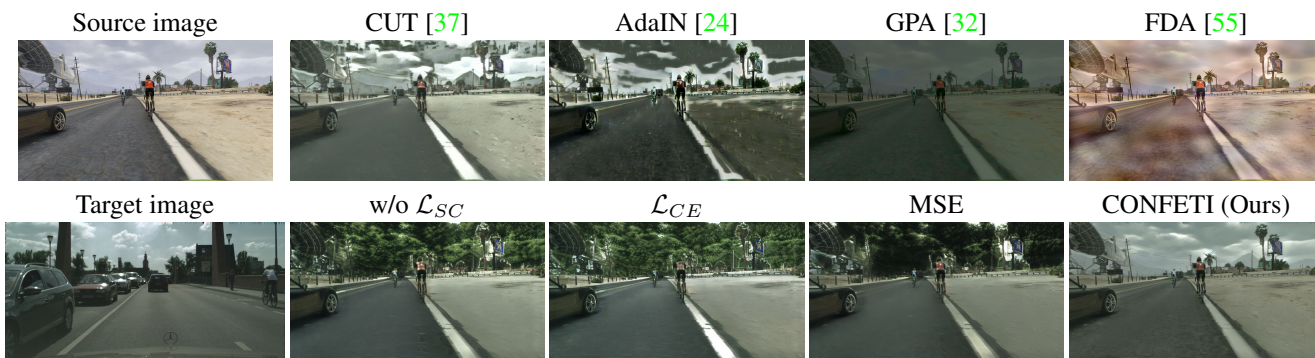 Source image CUT [37] AdaIN [24] GPA [32] FDA [55]
Target image w/o 𝓛_SC 𝓛_CE MSE CONFETI (Ours)